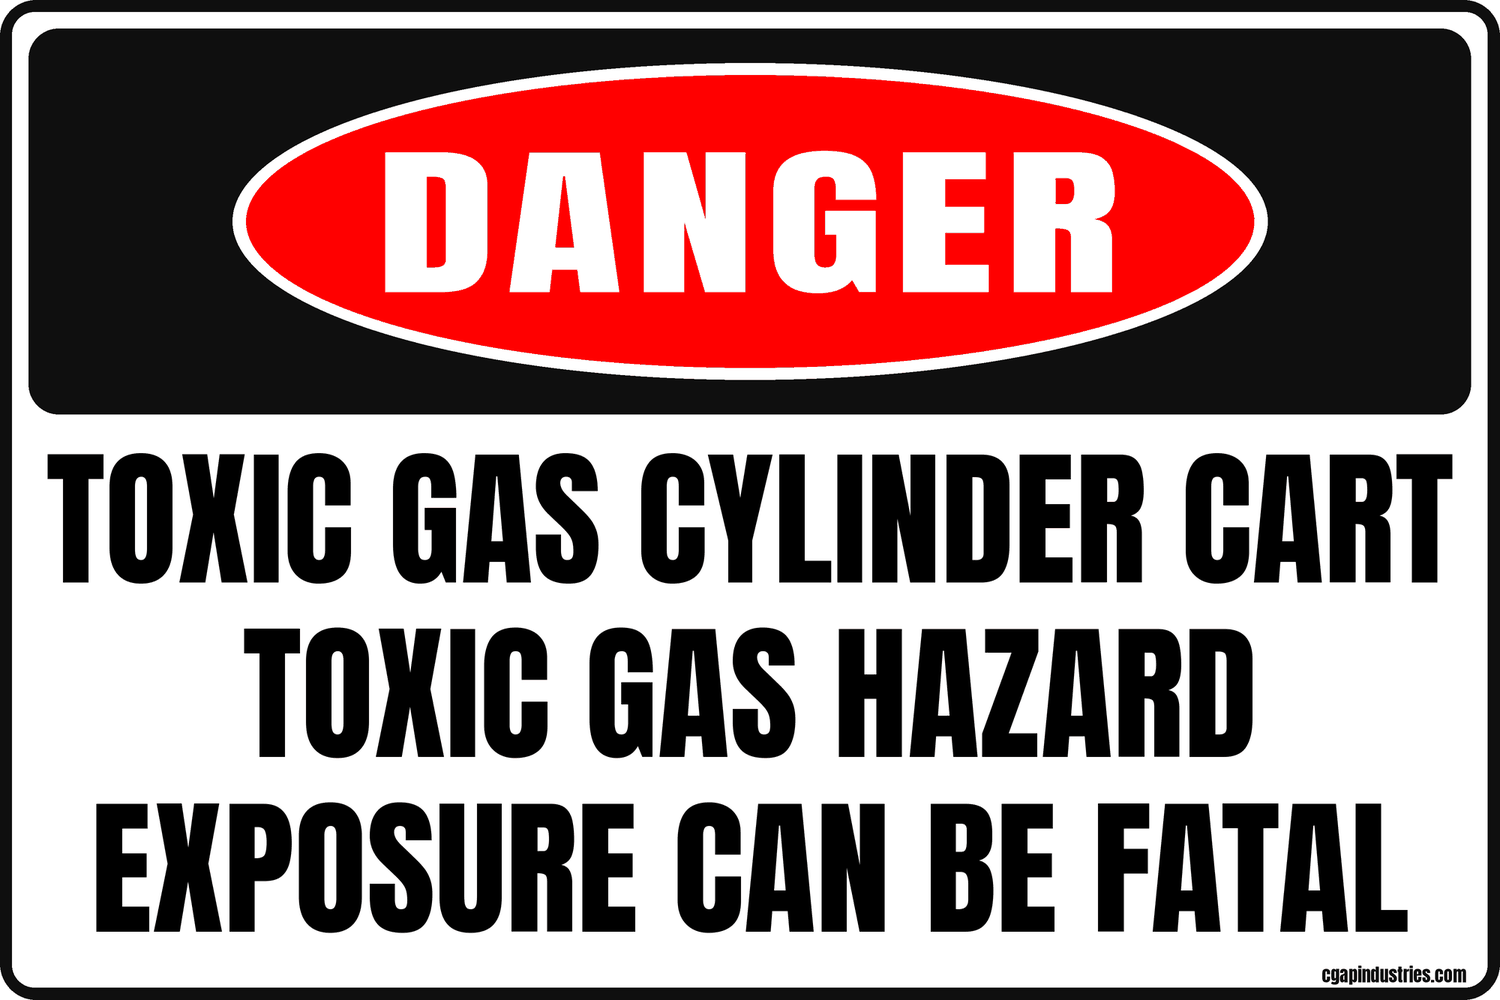 DANGER
TOXIC GAS CYLINDER CART
TOXIC GAS HAZARD
EXPOSURE CAN BE FATAL
cgapindustries.com